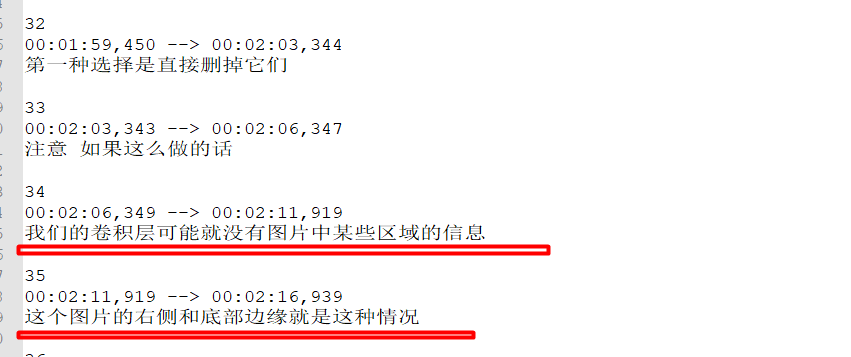 32
00:01:59,450 --> 00:02:03,344
第一种选择是直接删掉它们
33
00:02:03,343 --> 00:02:06,347
注意 如果这么做的话
34
00:02:06,349 --> 00:02:11,919
我们的卷积层可能就没有图片中某些区域的信息
35
00:02:11,919 --> 00:02:16,939
这个图片的右侧和底部边缘就是这种情况